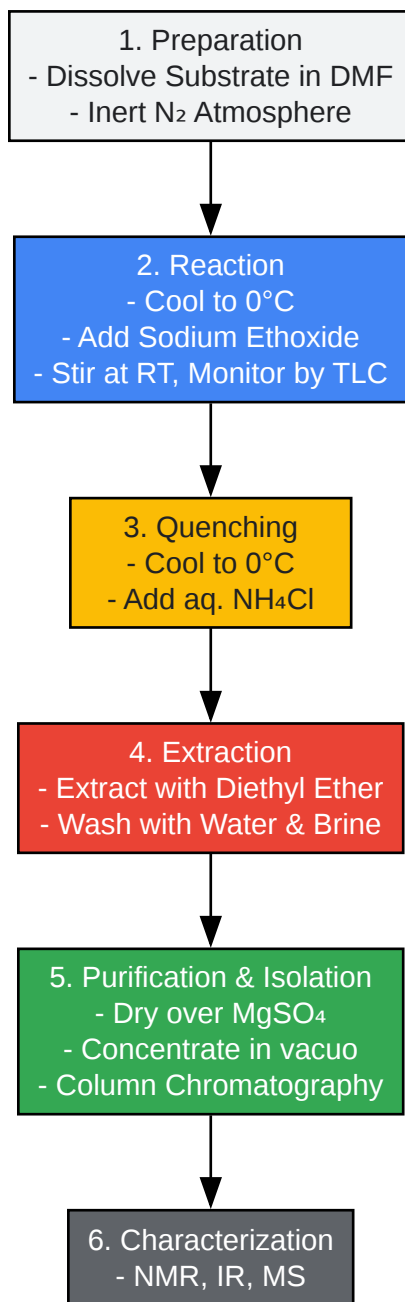 1. Preparation
- Dissolve Substrate in DMF
- Inert N₂ Atmosphere
2. Reaction
- Cool to 0°C
- Add Sodium Ethoxide
- Stir at RT, Monitor by TLC
3. Quenching
- Cool to 0°C
- Add aq. NH₄Cl
4. Extraction
- Extract with Diethyl Ether
- Wash with Water & Brine
5. Purification & Isolation
- Dry over MgSO₄
- Concentrate in vacuo
- Column Chromatography
6. Characterization
- NMR, IR, MS